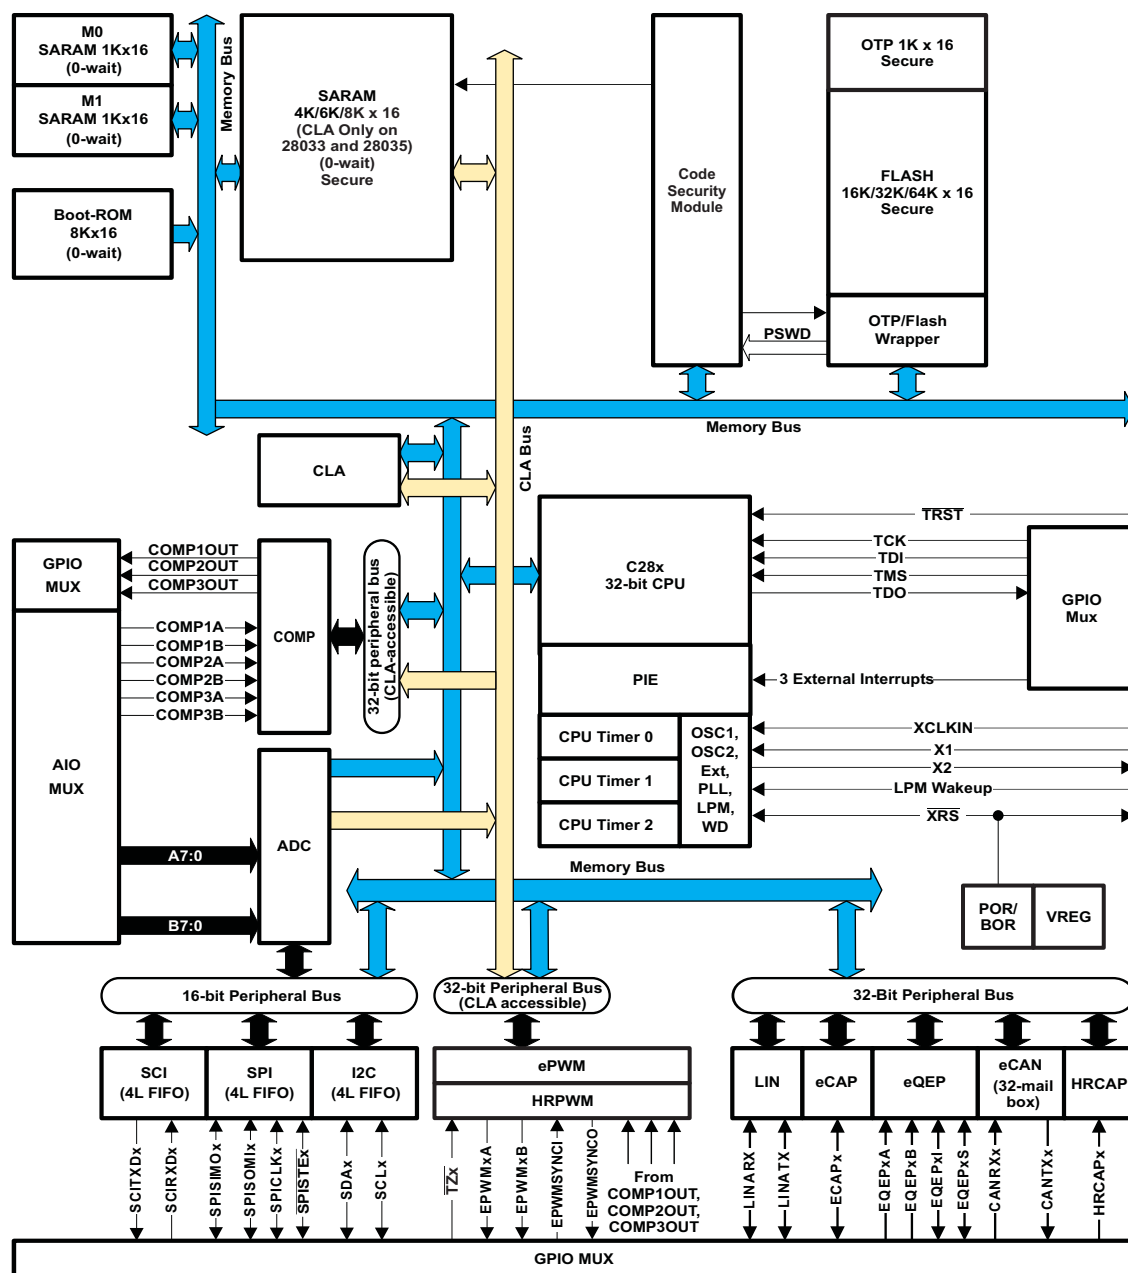 M0
SARAM 1Kx16
(0-wait)
M1
SARAM 1Kx16
(0-wait)
Boot-ROM
8Kx16
(0-wait)
Memory Bus
SARAM
4K/6K/8K x 16
(CLA Only on
28033 and 28035)
(0-wait)
Secure
Code
Security
Module
OTP 1K x 16
Secure
FLASH
16K/32K/64K x 16
Secure
OTP/Flash
Wrapper
PSWD
Memory Bus
CLA Bus
CLA
C28x
32-bit CPU
PIE
CPU Timer 0
CPU Timer 1
CPU Timer 2
OSC1,
OSC2,
Ext,
PLL,
LPM,
WD
TRST
TCK
TDI
TMS
TDO
GPIO
Mux
3 External Interrupts
XCLKIN
X1
X2
LPM Wakeup
XRS
POR/
BOR
VREG
GPIO
MUX
COMP1OUT
COMP2OUT
COMP3OUT
AIO
MUX
COMP1A
COMP1B
COMP2A
COMP2B
COMP3A
COMP3B
COMP
32-bit peripheral bus
(CLA-accessible)
A7:0
B7:0
ADC
Memory Bus
16-bit Peripheral Bus
32-bit Peripheral Bus
(CLA accessible)
32-Bit Peripheral Bus
SCI
(4L FIFO)
SPI
(4L FIFO)
I2C
(4L FIFO)
ePWM
HRPWM
LIN
eCAP
eQEP
eCAN
(32-mail
box)
HRCAP
SCITXDx
SCIRXDx
SPISIMOx
SPISOMIx
SPICLKx
SPISTEx
SDAx
SCLx
TZx
EPWMxA
EPWMxB
EPWMSYNCI
EPWMSYNCO
From
COMP1OUT,
COMP2OUT,
COMP3OUT
LINARX
LINATX
ECAPx
EQEPxA
EQEPxB
EQEPxI
EQEPxS
CANRXx
CANTXx
HRCAPx
GPIO MUX